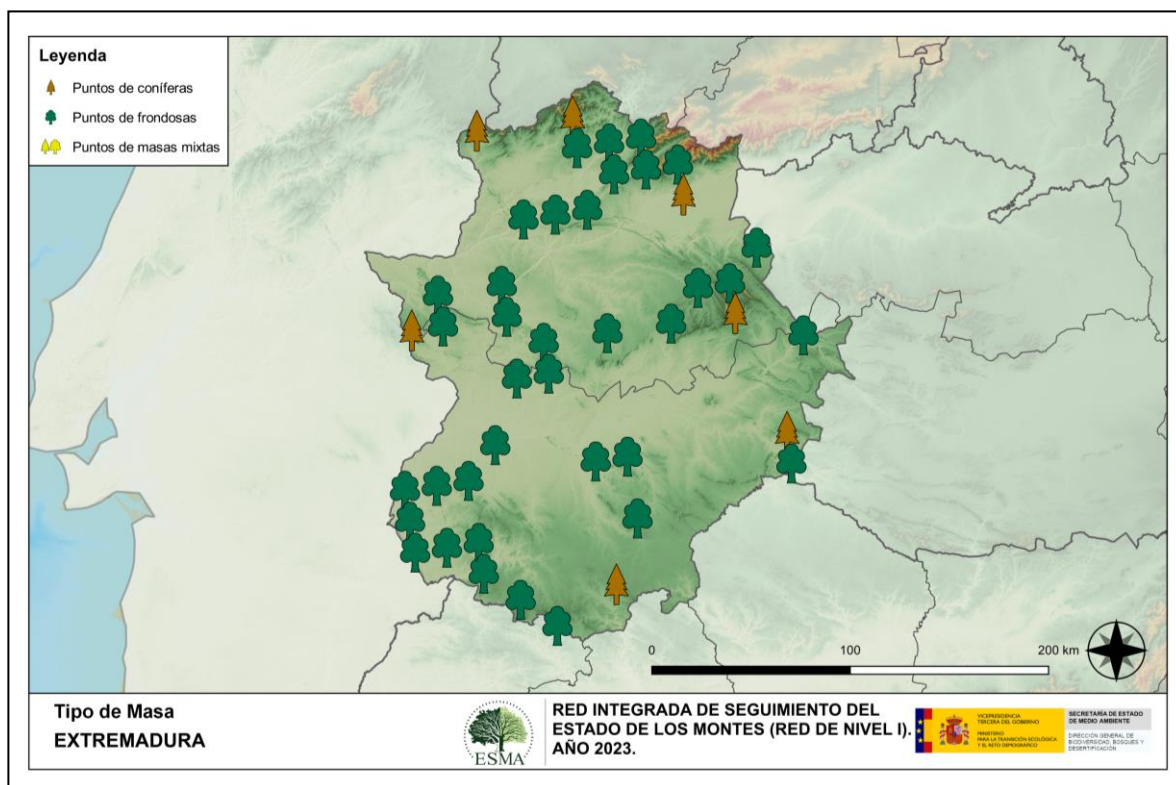 Leyenda
Puntos de coníferas
Puntos de frondosas
Puntos de masas mixtas
0 100 200 km
Tipo de Masa
EXTREMADURA
ESMA
RED INTEGRADA DE SEGUIMIENTO DEL
ESTADO DE LOS MONTES (RED DE NIVEL I).
AÑO 2023.
VICEPRESIDENCIA
TERCERA DEL GOBIERNO
MINISTERIO
PARA LA TRANSICIÓN ECOLÓGICA
Y EL RETO DEMOGRÁFICO
SECRETARÍA DE ESTADO
DE MEDIO AMBIENTE
DIRECCIÓN GENERAL DE
BIODIVERSIDAD, BOSQUES Y
DESERTIFICACIÓN